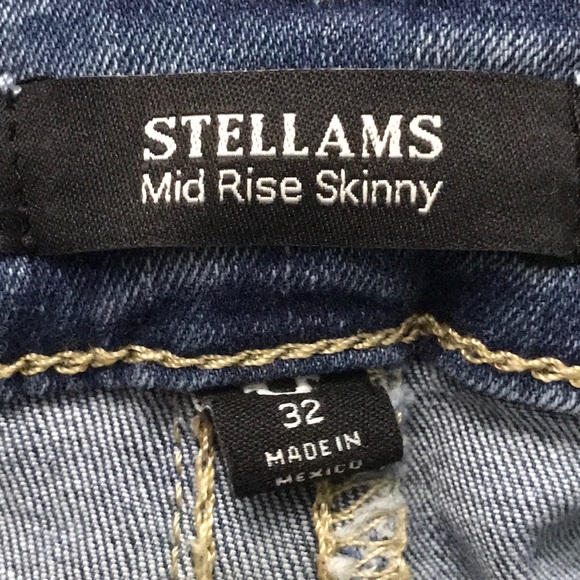 STELLAMS
Mid Rise Skinny
32
MADE IN
MEXICO